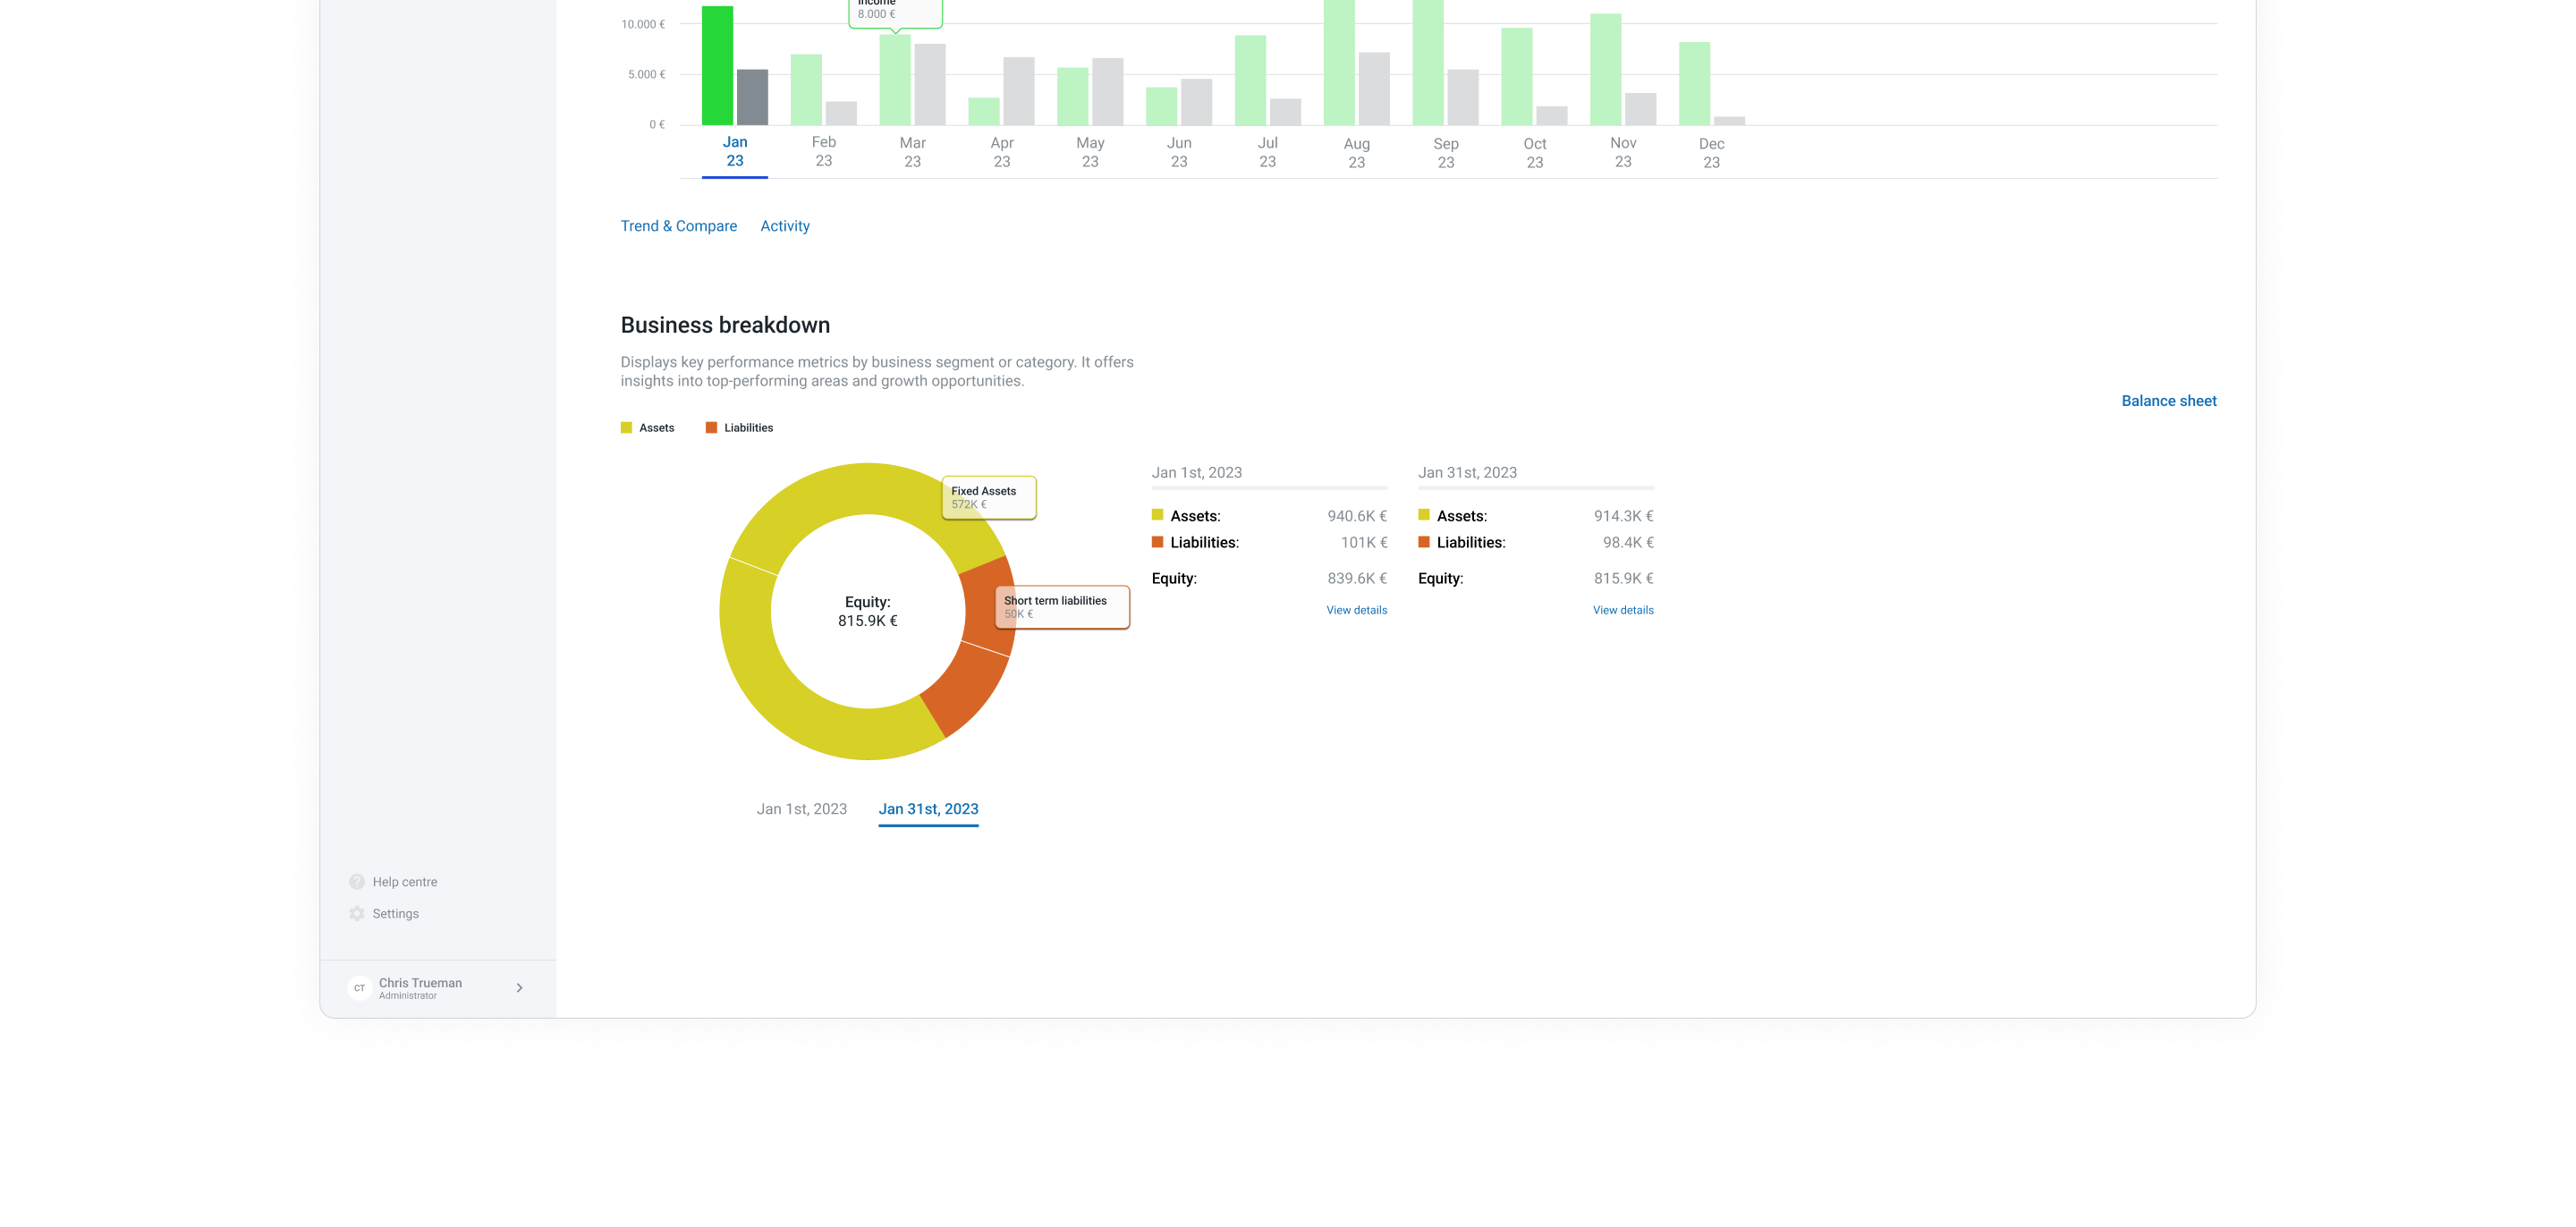 Income
8.000 €
10.000 €
5.000 €
0 €
Jan
23
Feb
23
Mar
23
Apr
23
May
23
Jun
23
Jul
23
Aug
23
Sep
23
Oct
23
Nov
23
Dec
23
Trend & Compare
Activity
Business breakdown
Displays key performance metrics by business segment or category. It offers
insights into top-performing areas and growth opportunities.
Balance sheet
Assets
Liabilities
Fixed Assets
572K €
Short term liabilities
50K €
Equity:
815.9K €
Jan 1st, 2023
Jan 31st, 2023
Jan 1st, 2023
Assets: 940.6K €
Liabilities: 101K €
Equity: 839.6K €
View details
Jan 31st, 2023
Assets: 914.3K €
Liabilities: 98.4K €
Equity: 815.9K €
View details
Help centre
Settings
CT
Chris Trueman
Administrator